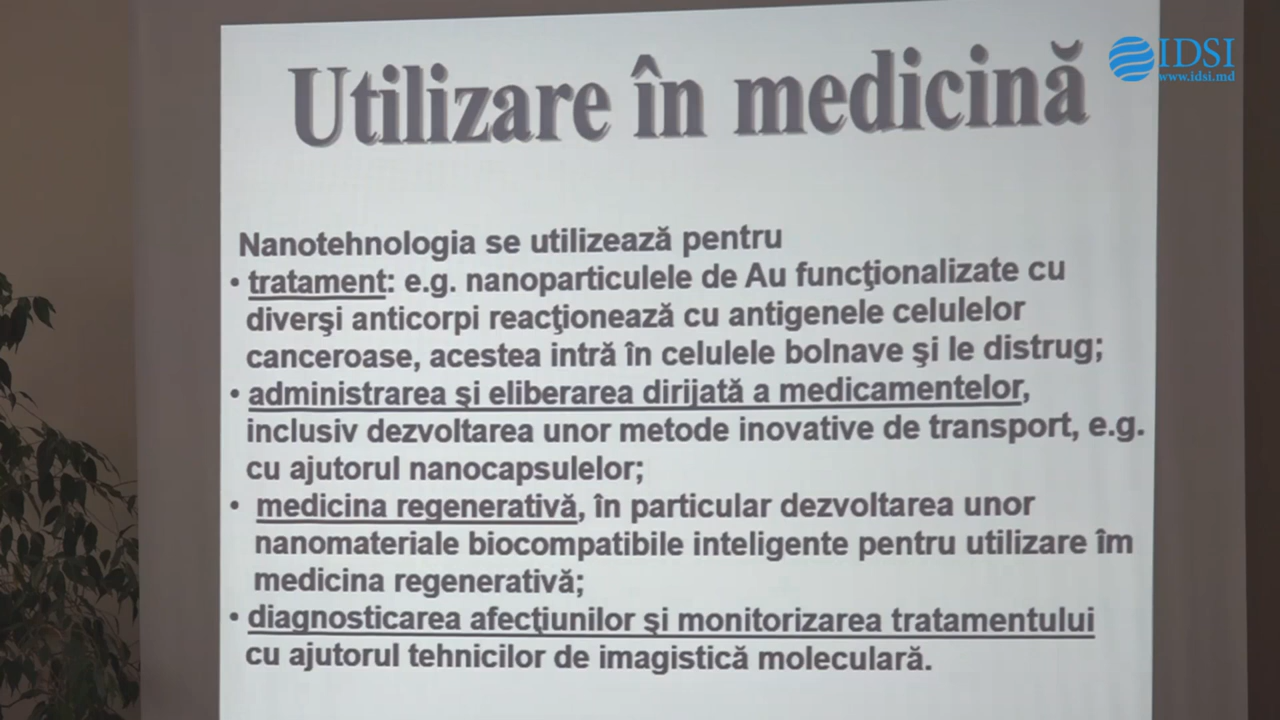 IDSI
www.idsi.md
Utilizare în medicină
Nanotehnologia se utilizează pentru
• tratament: e.g. nanoparticulele de Au funcţionalizate cu
diverşi anticorpi reacţionează cu antigenele celulelor
canceroase, acestea intră în celulele bolnave şi le distrug;
• administrarea şi eliberarea dirijată a medicamentelor,
inclusiv dezvoltarea unor metode inovative de transport, e.g.
cu ajutorul nanocapsulelor;
• medicina regenerativă, în particular dezvoltarea unor
nanomateriale biocompatibile inteligente pentru utilizare îm
medicina regenerativă;
• diagnosticarea afecţiunilor şi monitorizarea tratamentului
cu ajutorul tehnicilor de imagistică moleculară.